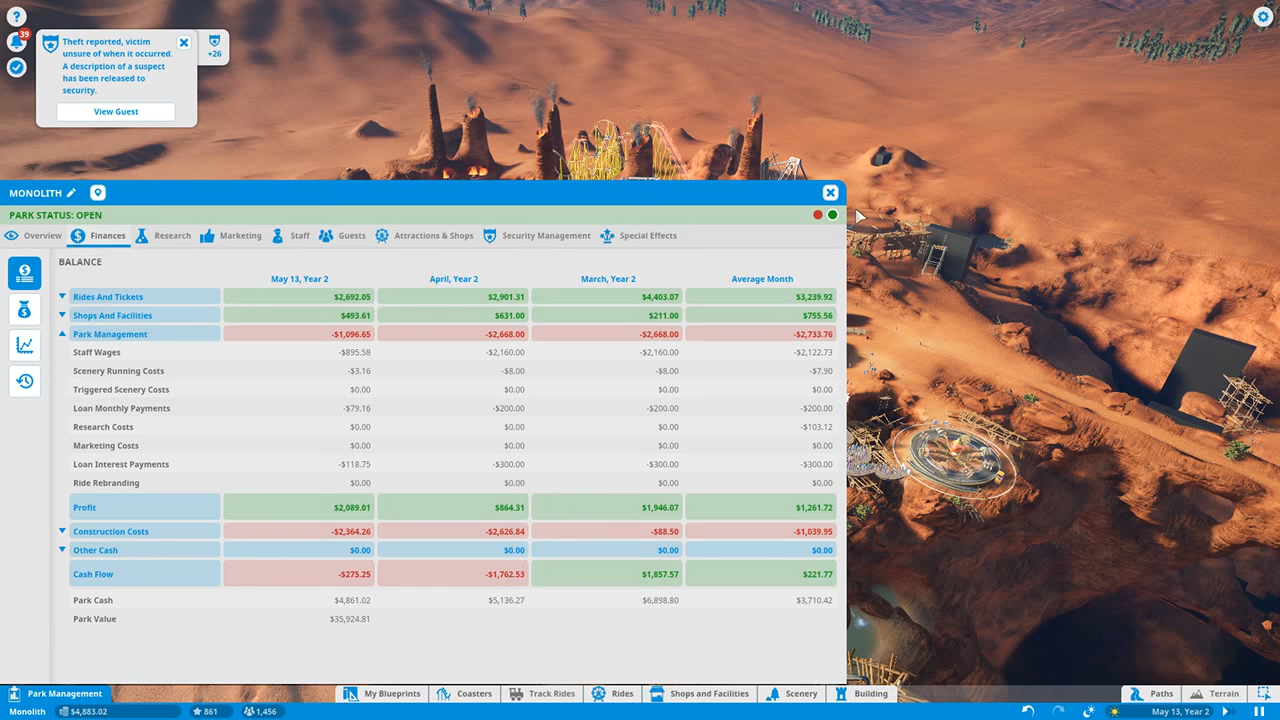 ?
39
Theft reported, victim
unsure of when it occurred.
A description of a suspect
has been released to
security.
View Guest
+26
MONOLITH
PARK STATUS: OPEN
Overview Finances Research Marketing Staff Guests Attractions & Shops Security Management Special Effects
BALANCE
May 13, Year 2 April, Year 2 March, Year 2 Average Month
Rides And Tickets $2,692.05 $2,901.31 $4,403.07 $3,239.92
Shops And Facilities $493.61 $631.00 $211.00 $755.56
Park Management -$1,096.65 -$2,668.00 -$2,668.00 -$2,733.76
Staff Wages -$895.58 -$2,160.00 -$2,160.00 -$2,122.73
Scenery Running Costs -$3.16 -$8.00 -$8.00 -$7.90
Triggered Scenery Costs $0.00 $0.00 $0.00 $0.00
Loan Monthly Payments -$79.16 -$200.00 -$200.00 -$200.00
Research Costs $0.00 $0.00 $0.00 -$103.12
Marketing Costs $0.00 $0.00 $0.00 $0.00
Loan Interest Payments -$118.75 -$300.00 -$300.00 -$300.00
Ride Rebranding $0.00 $0.00 $0.00 $0.00
Profit $2,089.01 $864.31 $1,946.07 $1,261.72
Construction Costs -$2,364.26 -$2,626.84 -$88.50 -$1,039.95
Other Cash $0.00 $0.00 $0.00 $0.00
Cash Flow -$275.25 -$1,762.53 $1,857.57 $221.77
Park Cash $4,861.02 $5,136.27 $6,898.80 $3,710.42
Park Value $35,924.81
Park Management My Blueprints Coasters Track Rides Rides Shops and Facilities Scenery Building Paths Terrain
Monolith $4,883.02 861 1,456 May 13, Year 2